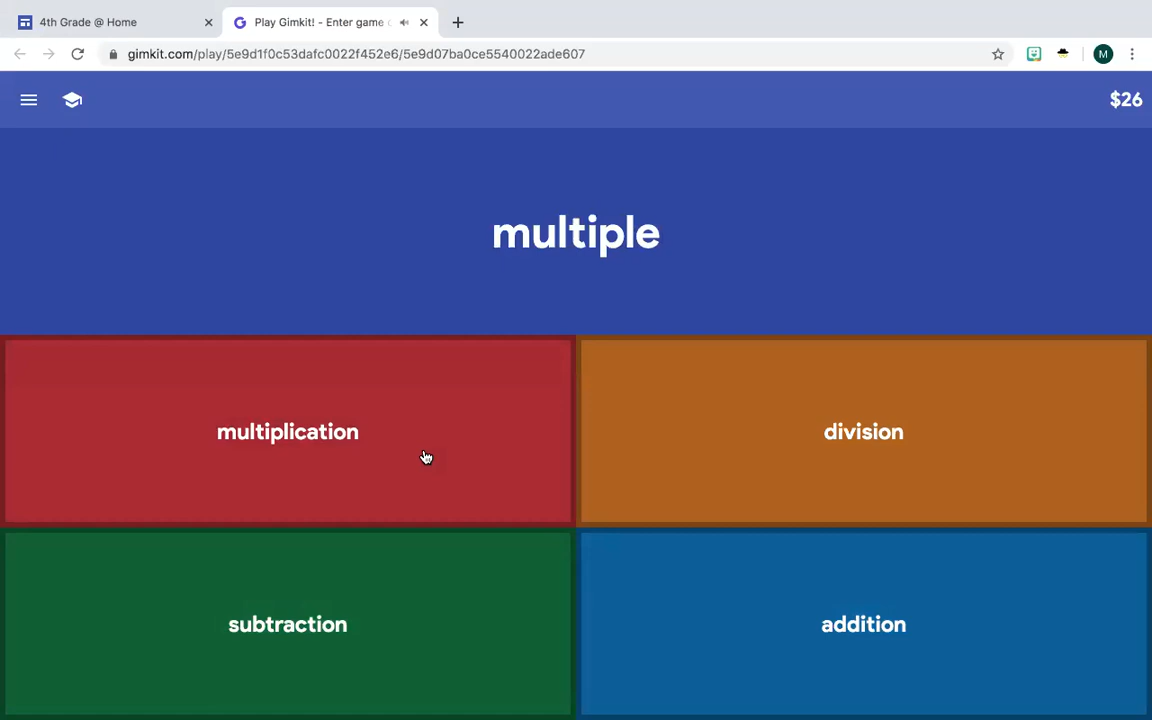 4th Grade @ Home
Play Gimkit! - Enter game
gimkit.com/play/5e9d1f0c53dafc0022f452e6/5e9d07ba0ce5540022ade607
M
$26
multiple
multiplication
division
subtraction
addition